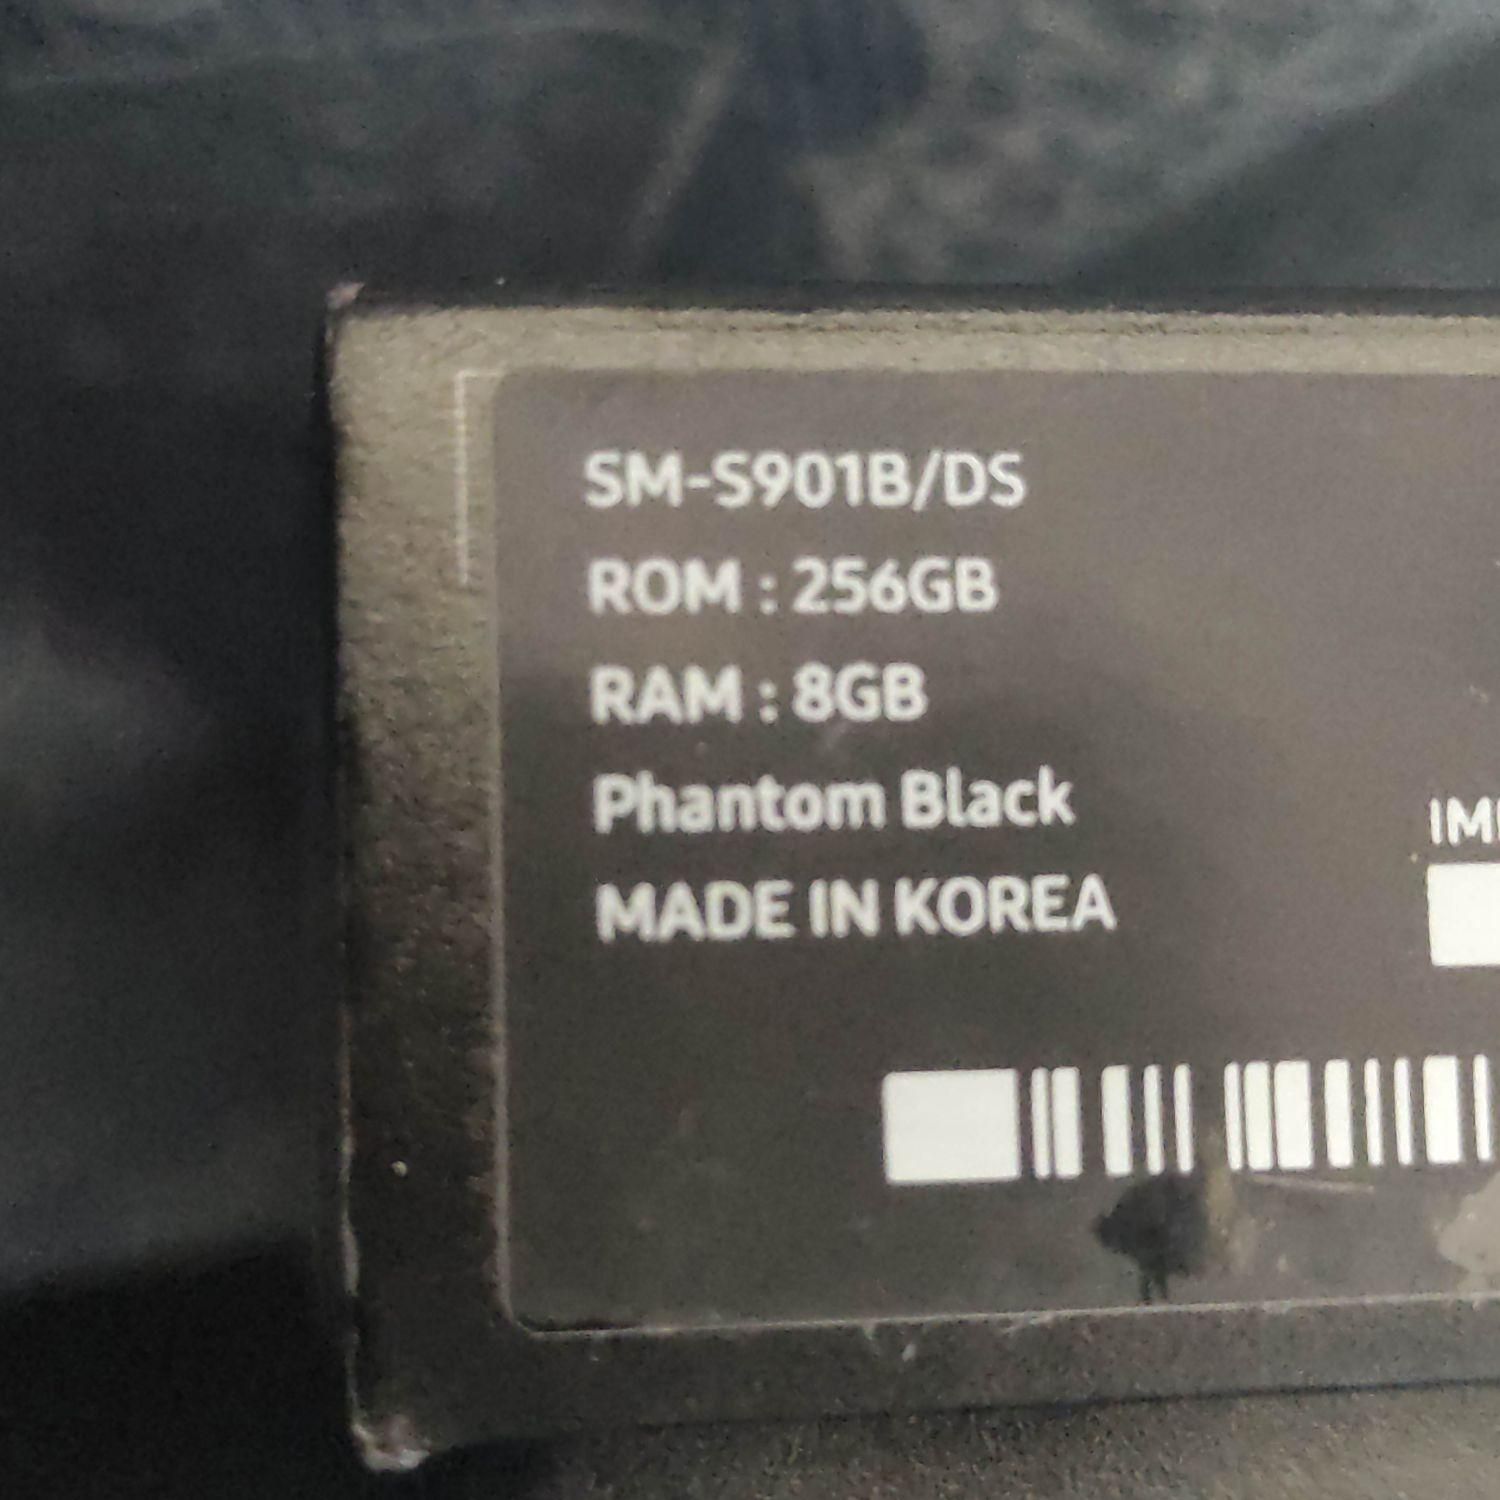 SM-S901B/DS
ROM : 256GB
RAM : 8GB
Phantom Black
MADE IN KOREA